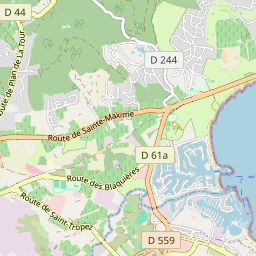 D 44
Route de Plan de La Tour
D 244
Route de Sainte-Maxime
D 61a
Route des Blaquières
Route de Saint-Tropez
D 559